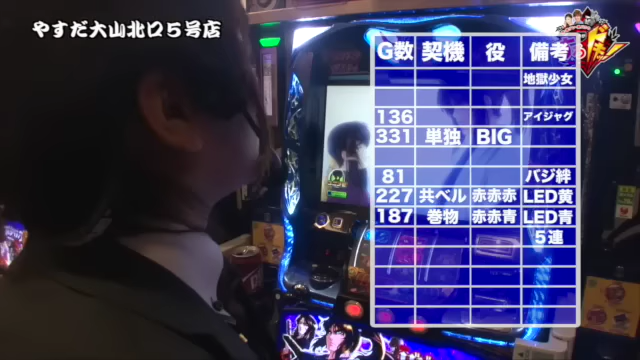 やすだ大山北口5号店
G数 契機 役 備考
地獄少女
136 アイジャグ
331 単独 BIG
81 バジ絆
227 共ベル 赤赤赤 LED黄
187 巻物 赤赤青 LED青
5連